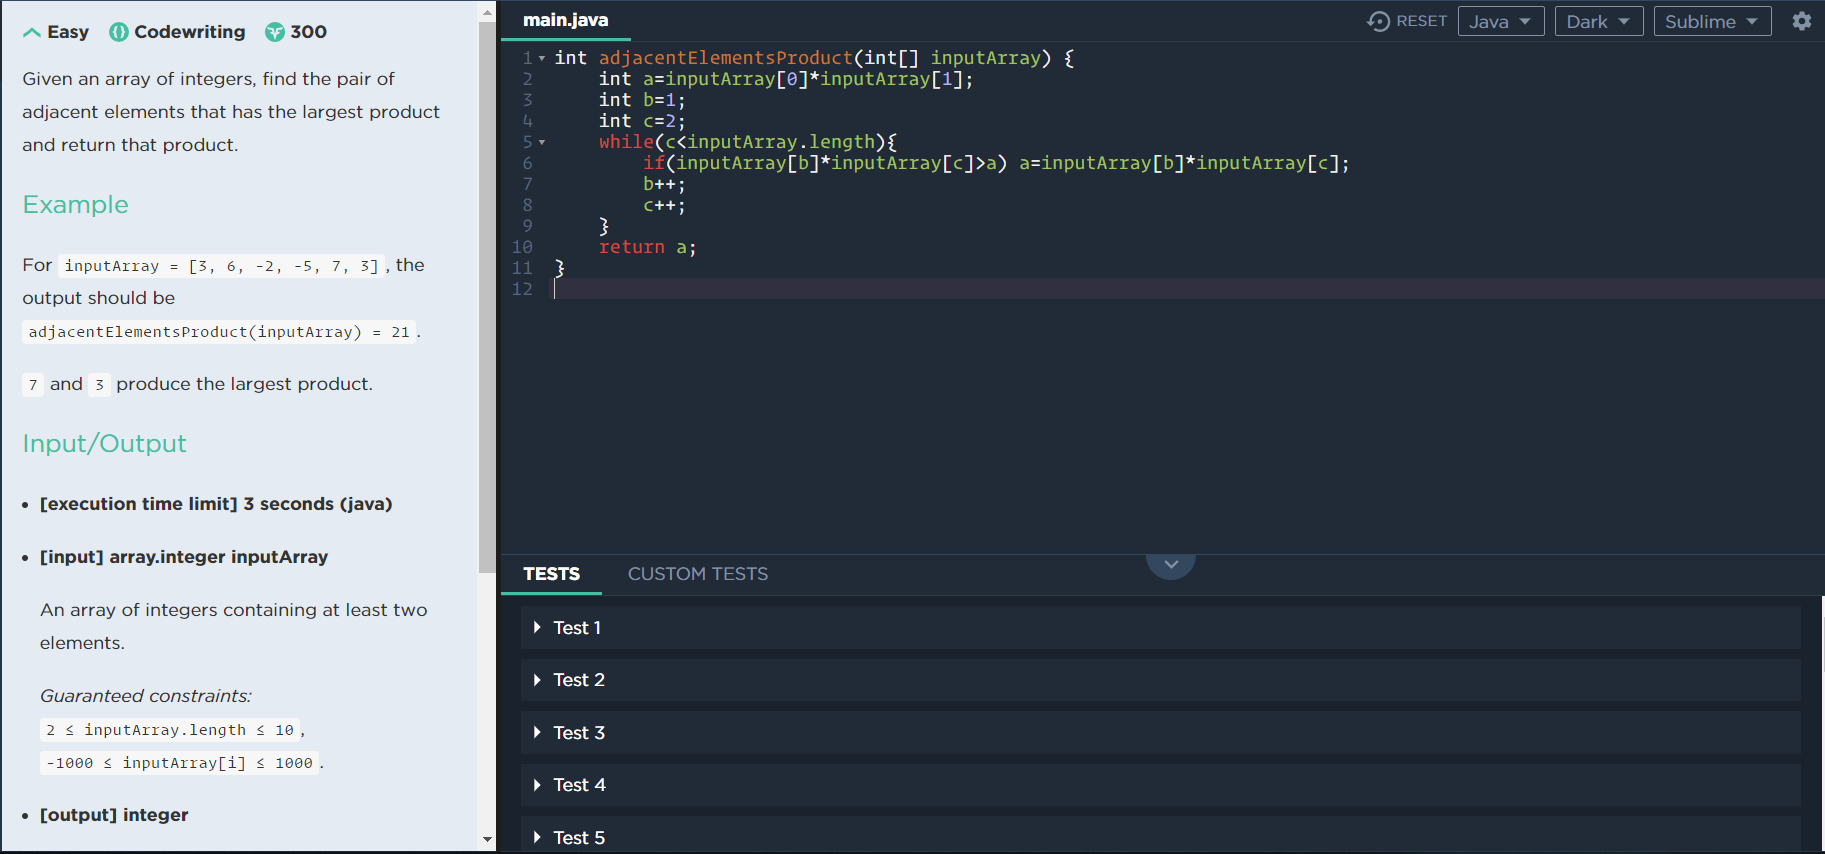 Easy Codewriting 300
Given an array of integers, find the pair of
adjacent elements that has the largest product
and return that product.
Example
For inputArray = [3, 6, -2, -5, 7, 3], the
output should be
adjacentElementsProduct(inputArray) = 21.
7 and 3 produce the largest product.
Input/Output
• [execution time limit] 3 seconds (java)
• [input] array.integer inputArray
An array of integers containing at least two
elements.
Guaranteed constraints:
2 ≤ inputArray.length ≤ 10,
-1000 ≤ inputArray[i] ≤ 1000.
• [output] integer
main.java
RESET Java Dark Sublime
1 int adjacentElementsProduct(int[] inputArray) {
2     int a=inputArray[0]*inputArray[1];
3     int b=1;
4     int c=2;
5     while(c<inputArray.length){
6         if(inputArray[b]*inputArray[c]>a) a=inputArray[b]*inputArray[c];
7         b++;
8         c++;
9     }
10     return a;
11 }
12
TESTS CUSTOM TESTS
Test 1
Test 2
Test 3
Test 4
Test 5